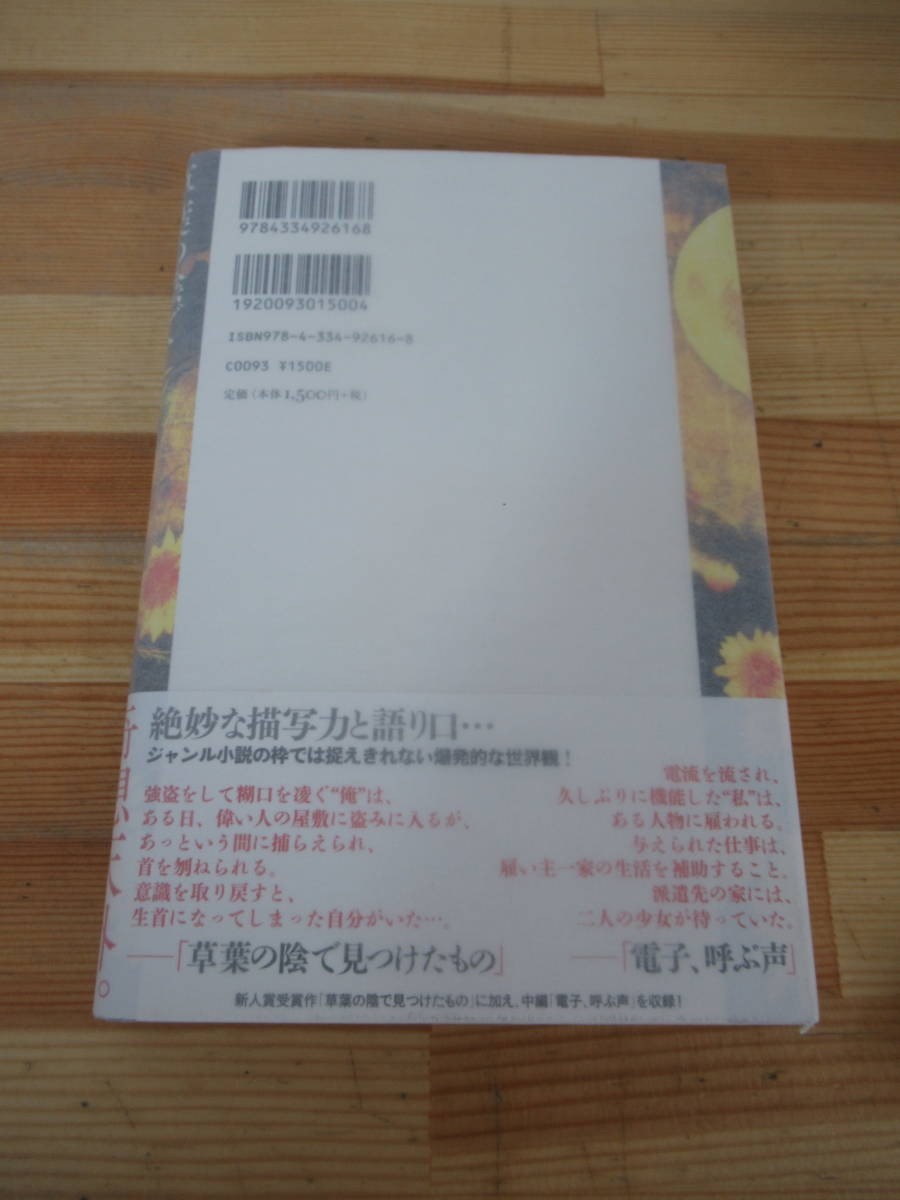 9784334926168
1920093015004
ISBN978-4-334-92616-8
C0093 ¥1500E
定価(本体1,500円+税)
絶妙な描写力と語り口…
ジャンル小説の枠では捉えきれない爆発的な世界観!
強盗をして糊口を凌ぐ“俺”は、
ある日、偉い人の屋敷に盗みに入るが、
あっという間に捕らえられ、
首を刎ねられる。
意識を取り戻すと、
生首になってしまった自分がいた…。
──「草葉の陰で見つけたもの」
電流を流され、
久しぶりに機能した“私”は、
ある人物に雇われる。
与えられた仕事は、
雇い主一家の生活を補助すること。
派遣先の家には、
二人の少女が待っていた。
──「電子、呼ぶ声」
新人賞受賞作「草葉の陰で見つけたもの」に加え、中編「電子、呼ぶ声」を収録!